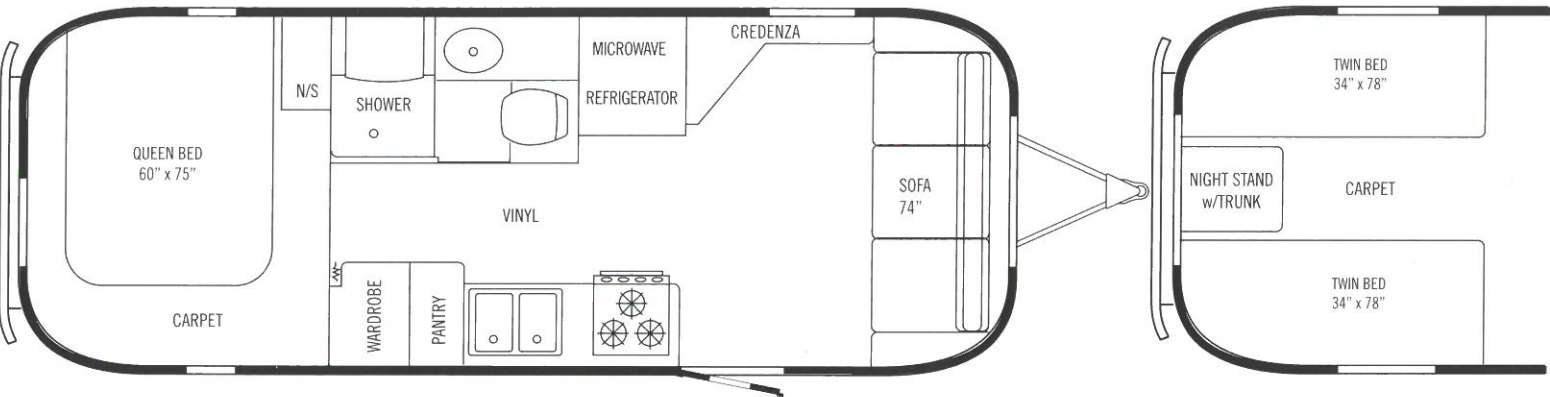 QUEEN BED
60” x 75”
CARPET
N/S
SHOWER
MICROWAVE
REFRIGERATOR
CREDENZA
VINYL
WARDROBE
PANTRY
SOFA
74”
TWIN BED
34” x 78”
NIGHT STAND
w/TRUNK
CARPET
TWIN BED
34” x 78”